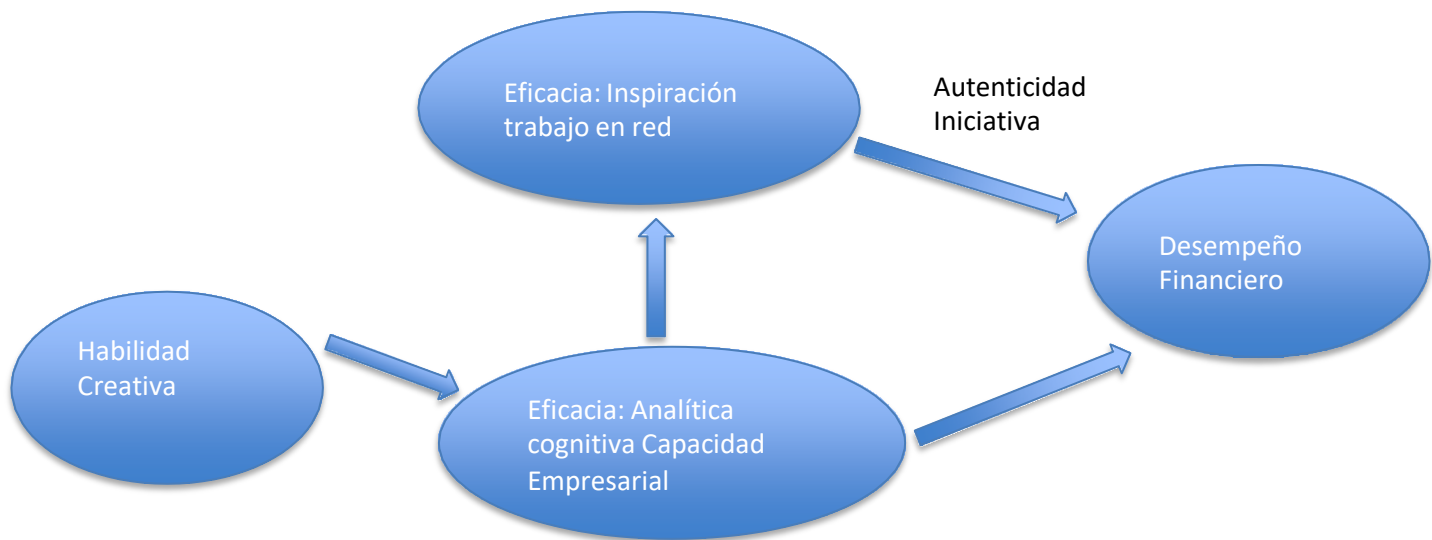 Eficacia: Inspiración
trabajo en red
Autenticidad
Iniciativa
Desempeño
Financiero
Habilidad
Creativa
Eficacia: Analítica
cognitiva Capacidad
Empresarial